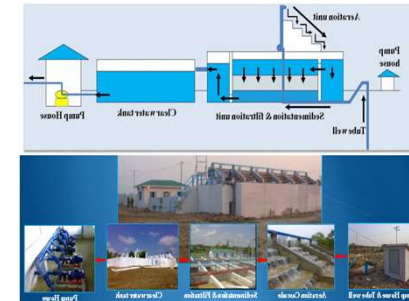 Aeration unit
Pump
house
Pump House
Clear water tank
Sedimentation & filtration unit
Tube well
Pump House
Clear water tank
Sedimentation & Filtration
Aeration Cascade
Pump House & Tube well